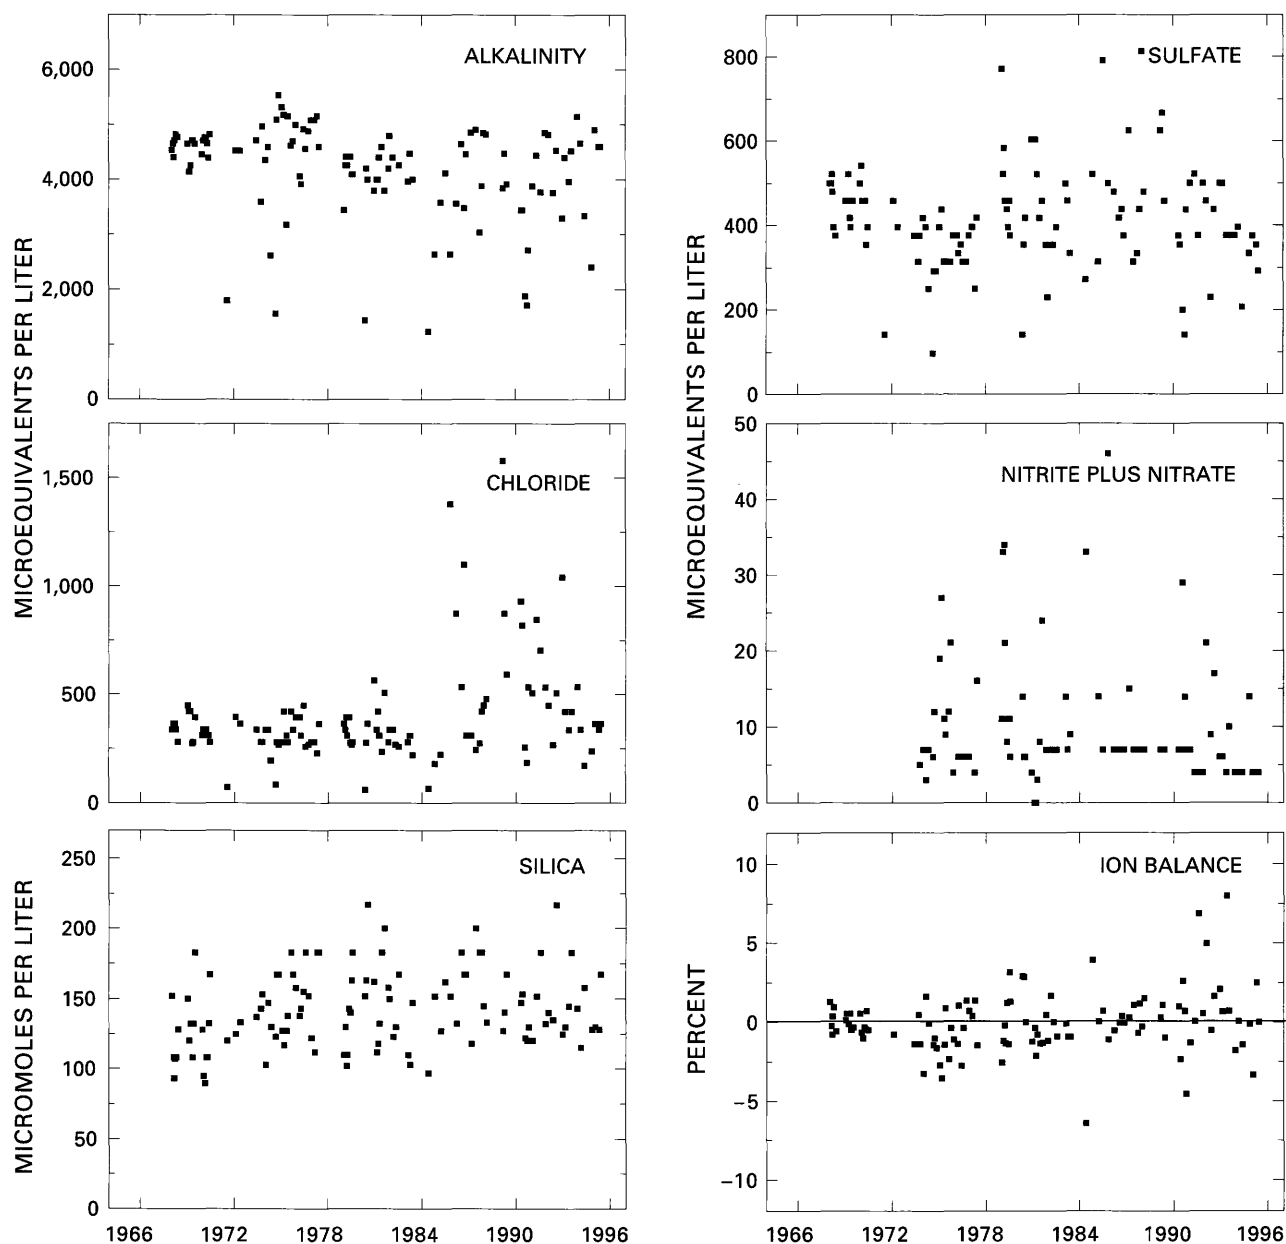 MICROEQUIVALENTS PER LITER
ALKALINITY
6,000
4,000
2,000
0
CHLORIDE
1,500
1,000
500
0
MICROMOLES PER LITER
SILICA
250
200
150
100
50
0
1966 1972 1978 1984 1990 1996
MICROEQUIVALENTS PER LITER
SULFATE
800
600
400
200
0
NITRITE PLUS NITRATE
50
40
30
20
10
0
PERCENT
ION BALANCE
10
5
0
−5
−10
1966 1972 1978 1984 1990 1996